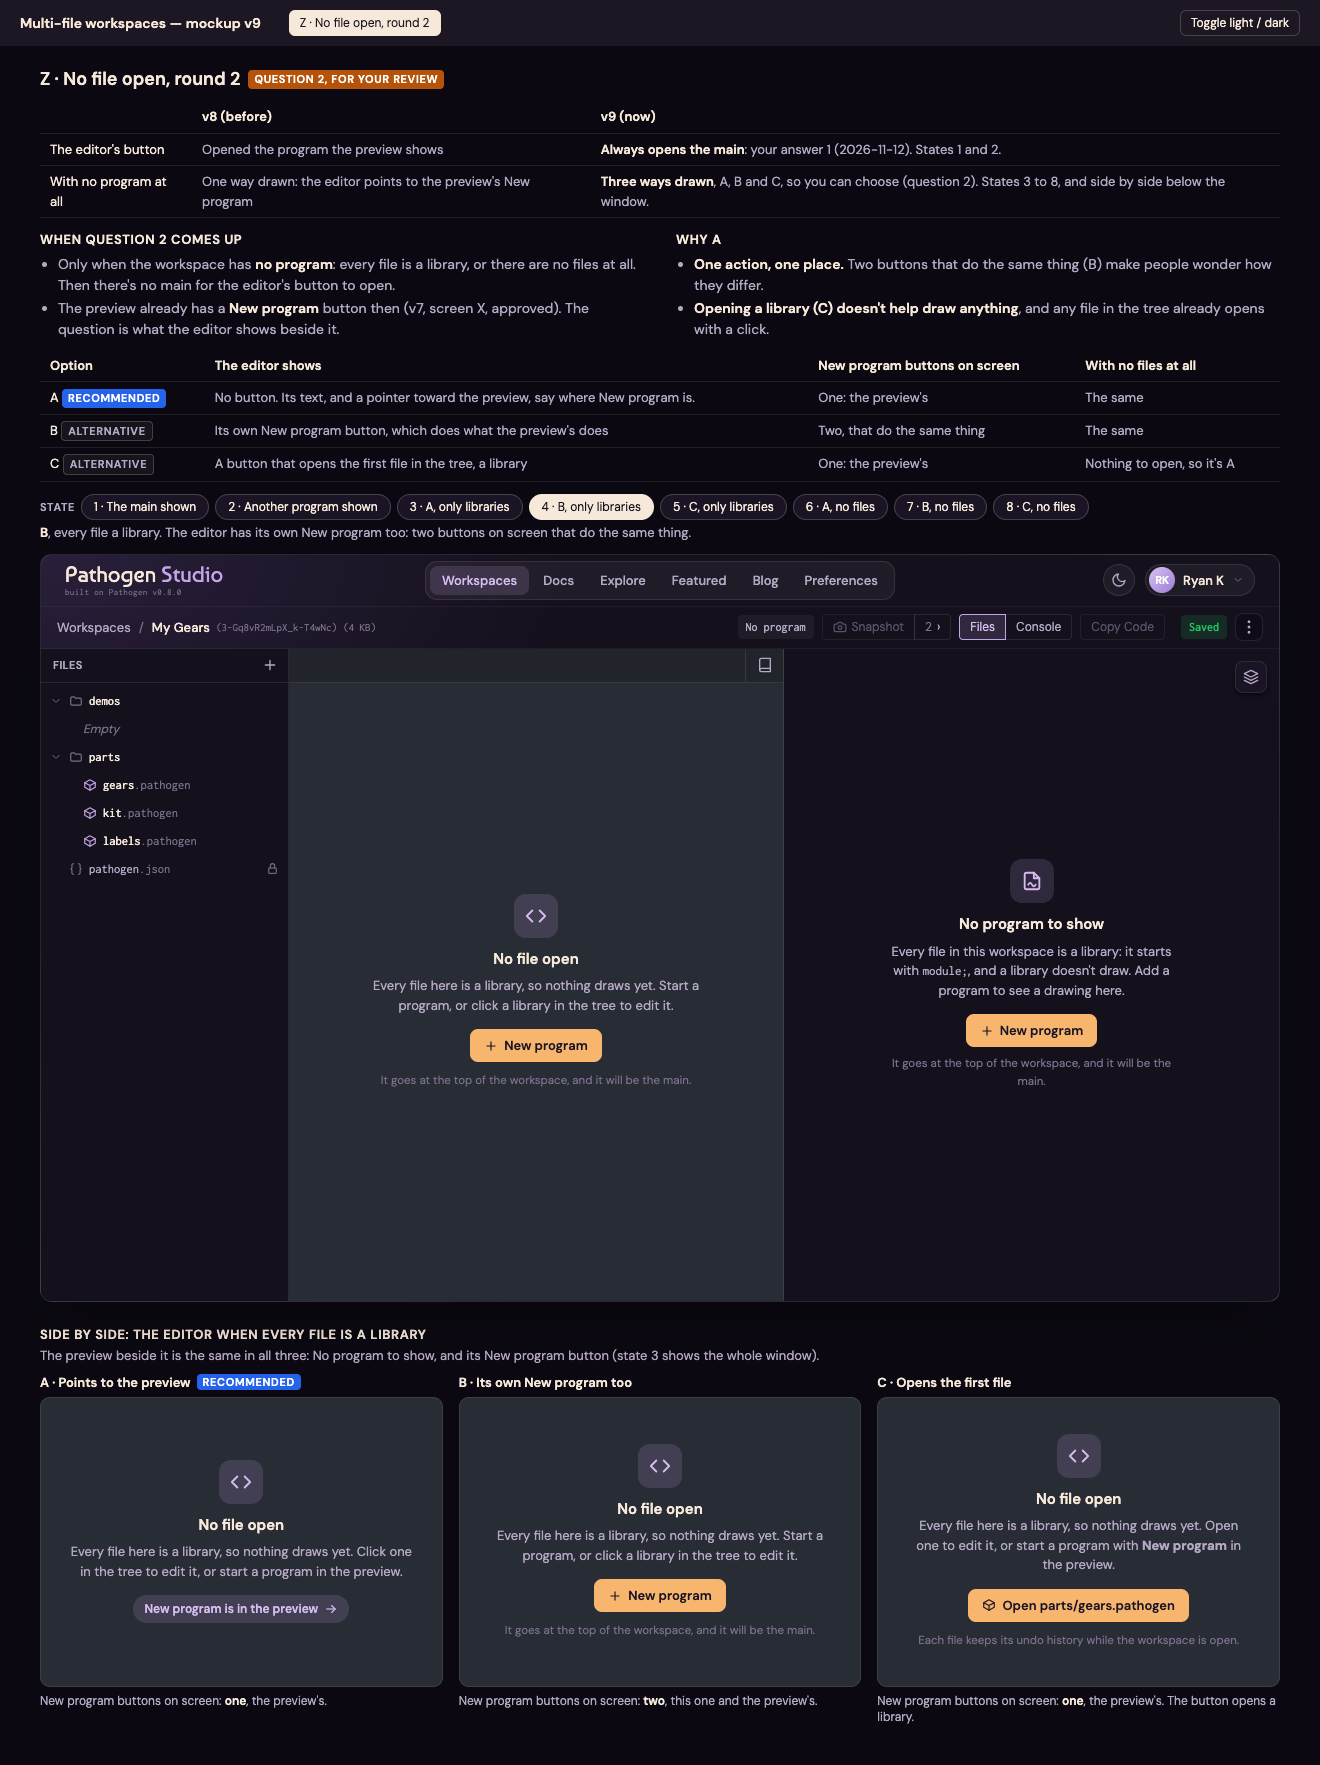 Multi-file workspaces — mockup v9
Z · No file open, round 2
Toggle light / dark
Z · No file open, round 2
QUESTION 2, FOR YOUR REVIEW
v8 (before)
v9 (now)
The editor's button
Opened the program the preview shows
Always opens the main: your answer 1 (2026-11-12). States 1 and 2.
With no program at
all
One way drawn: the editor points to the preview's New
program
Three ways drawn, A, B and C, so you can choose (question 2). States 3 to 8, and side by side below the
window.
WHEN QUESTION 2 COMES UP
• Only when the workspace has no program: every file is a library, or there are no files at all.
Then there's no main for the editor's button to open.
• The preview already has a New program button then (v7, screen X, approved). The
question is what the editor shows beside it.
WHY A
• One action, one place. Two buttons that do the same thing (B) make people wonder how
they differ.
• Opening a library (C) doesn't help draw anything, and any file in the tree already opens
with a click.
Option
The editor shows
New program buttons on screen
With no files at all
A RECOMMENDED
No button. Its text, and a pointer toward the preview, say where New program is.
One: the preview's
The same
B ALTERNATIVE
Its own New program button, which does what the preview's does
Two, that do the same thing
The same
C ALTERNATIVE
A button that opens the first file in the tree, a library
One: the preview's
Nothing to open, so it's A
STATE
1 · The main shown
2 · Another program shown
3 · A, only libraries
4 · B, only libraries
5 · C, only libraries
6 · A, no files
7 · B, no files
8 · C, no files
B, every file a library. The editor has its own New program too: two buttons on screen that do the same thing.
Pathogen Studio
built on Pathogen v0.8.0
Workspaces
Docs
Explore
Featured
Blog
Preferences
RK
Ryan K
Workspaces / My Gears (3-Gq8vR2mLpX_k-T4wNc) (4 KB)
No program
Snapshot
2 ›
Files
Console
Copy Code
Saved
FILES
demos
Empty
parts
gears.pathogen
kit.pathogen
labels.pathogen
{} pathogen.json
No file open
Every file here is a library, so nothing draws yet. Start a
program, or click a library in the tree to edit it.
+ New program
It goes at the top of the workspace, and it will be the main.
No program to show
Every file in this workspace is a library: it starts
with module;, and a library doesn't draw. Add a
program to see a drawing here.
+ New program
It goes at the top of the workspace, and it will be the
main.
SIDE BY SIDE: THE EDITOR WHEN EVERY FILE IS A LIBRARY
The preview beside it is the same in all three: No program to show, and its New program button (state 3 shows the whole window).
A · Points to the preview
RECOMMENDED
No file open
Every file here is a library, so nothing draws yet. Click one
in the tree to edit it, or start a program in the preview.
New program is in the preview →
New program buttons on screen: one, the preview's.
B · Its own New program too
No file open
Every file here is a library, so nothing draws yet. Start a
program, or click a library in the tree to edit it.
+ New program
It goes at the top of the workspace, and it will be the main.
New program buttons on screen: two, this one and the preview's.
C · Opens the first file
No file open
Every file here is a library, so nothing draws yet. Open
one to edit it, or start a program with New program in
the preview.
Open parts/gears.pathogen
Each file keeps its undo history while the workspace is open.
New program buttons on screen: one, the preview's. The button opens a
library.